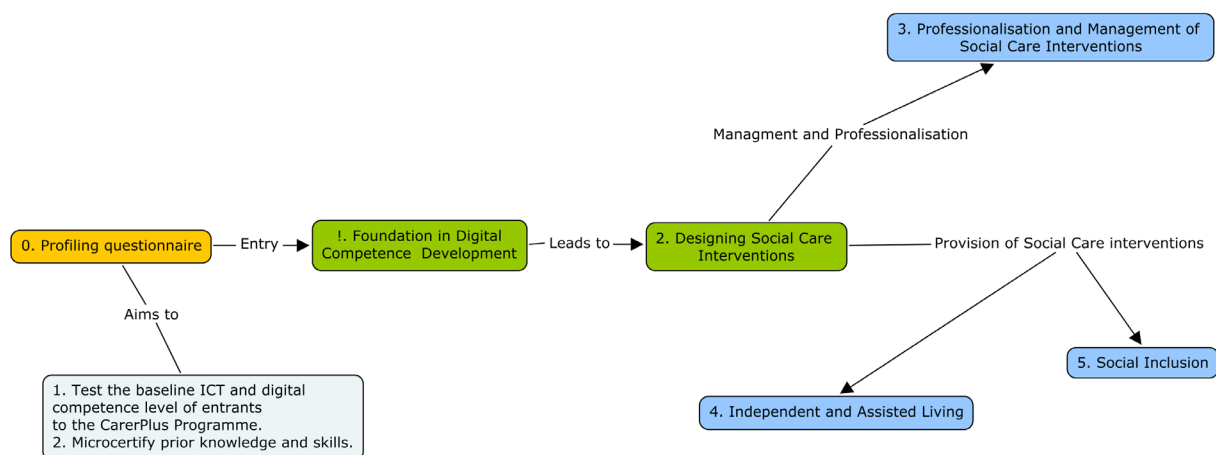 3. Professionalisation and Management of
Social Care Interventions
Managment and Professionalisation
0. Profiling questionnaire
Entry
!. Foundation in Digital
Competence  Development
Leads to
2. Designing Social Care
Interventions
Provision of Social Care interventions
Aims to
5. Social Inclusion
1. Test the baseline ICT and digital
competence level of entrants
to the CarerPlus Programme.
2. Microcertify prior knowledge and skills.
4. Independent and Assisted Living